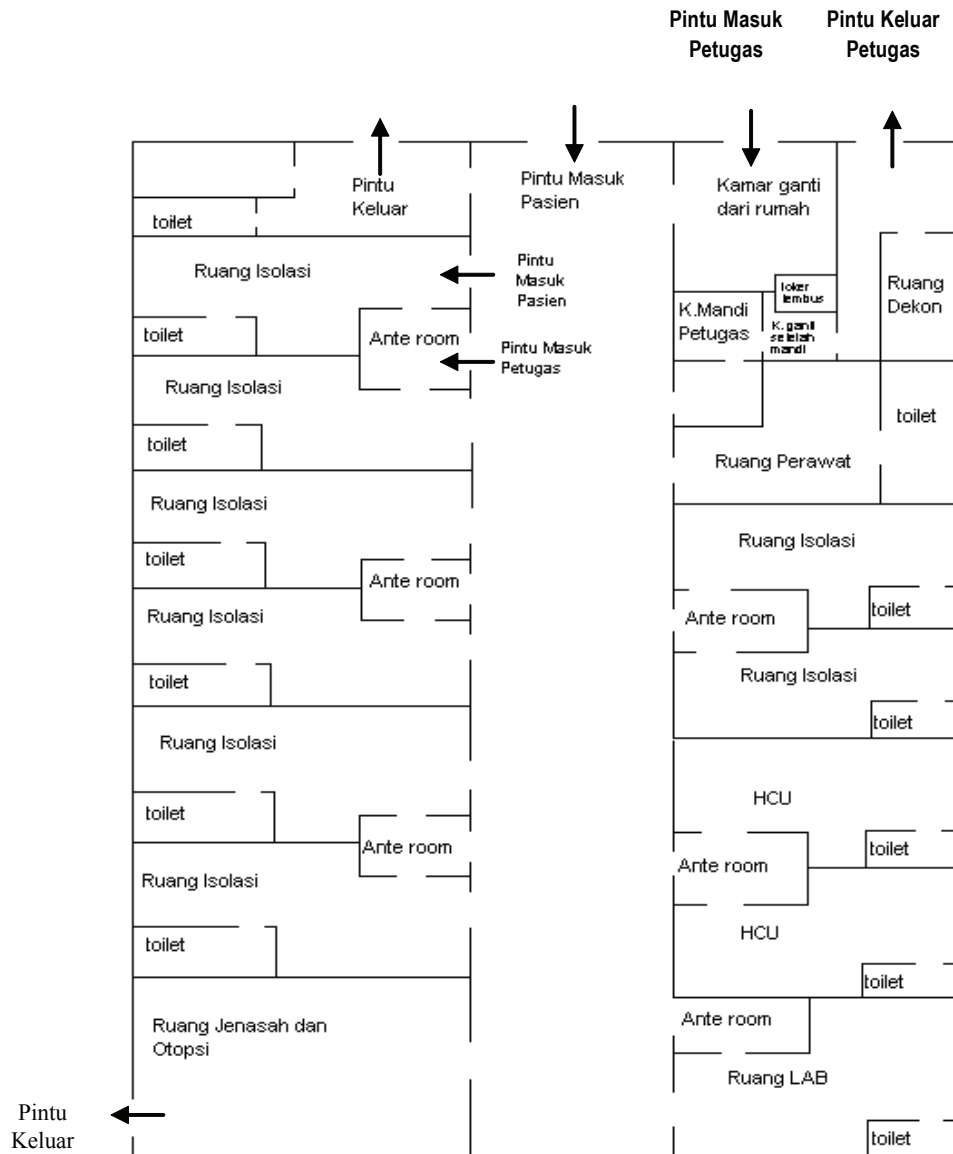 Pintu Masuk
Petugas
Pintu Keluar
Petugas
Pintu
Keluar
Pintu Masuk
Pasien
Kamar ganti
dari rumah
toilet
Ruang Isolasi
Pintu
Masuk
Pasien
loker
tembus
Ruang
Dekon
K.Mandi
Petugas
K. ganti
setelah
mandi
toilet
Ante room
Pintu Masuk
Petugas
Ruang Isolasi
toilet
toilet
Ruang Perawat
Ruang Isolasi
Ruang Isolasi
toilet
Ante room
Ruang Isolasi
toilet
Ante room
Ruang Isolasi
toilet
toilet
Ruang Isolasi
HCU
toilet
Ante room
toilet
Ante room
Ruang Isolasi
HCU
toilet
toilet
Ante room
Ruang Jenasah dan
Otopsi
Ruang LAB
Pintu
Keluar
toilet